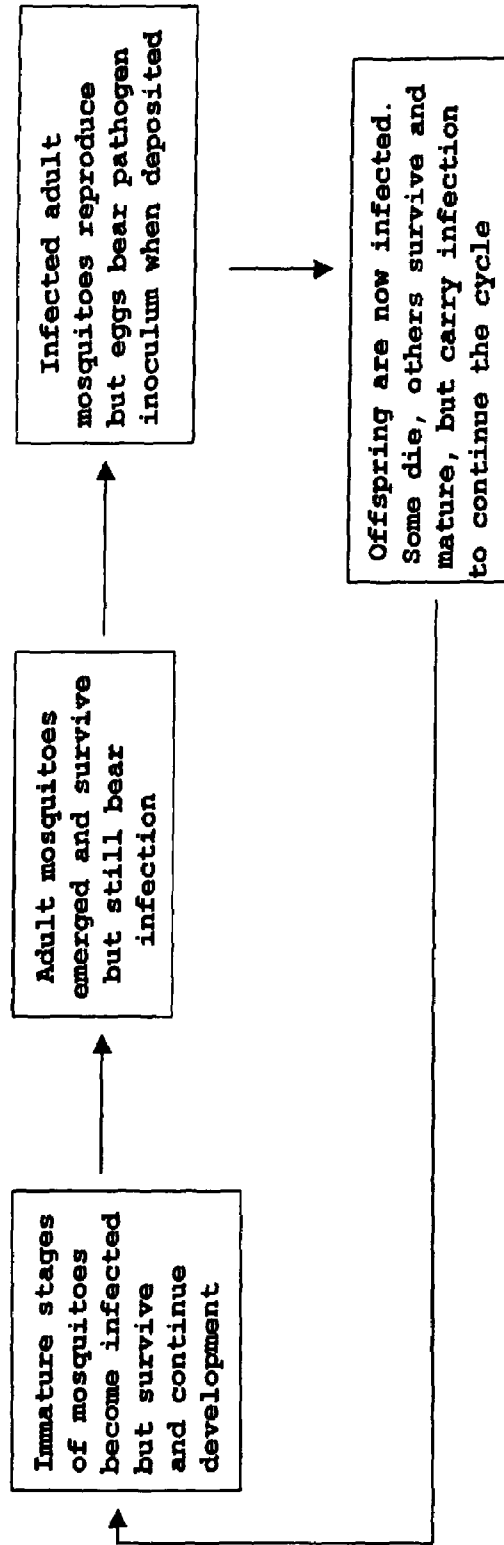 Immature stages
of mosquitoes
become infected
but survive
and continue
development
Adult mosquitoes
emerged and survive
but still bear
infection
Infected adult
mosquitoes reproduce
but eggs bear pathogen
inoculum when deposited
Offspring are now infected.
Some die, others survive and
mature, but carry infection
to continue the cycle